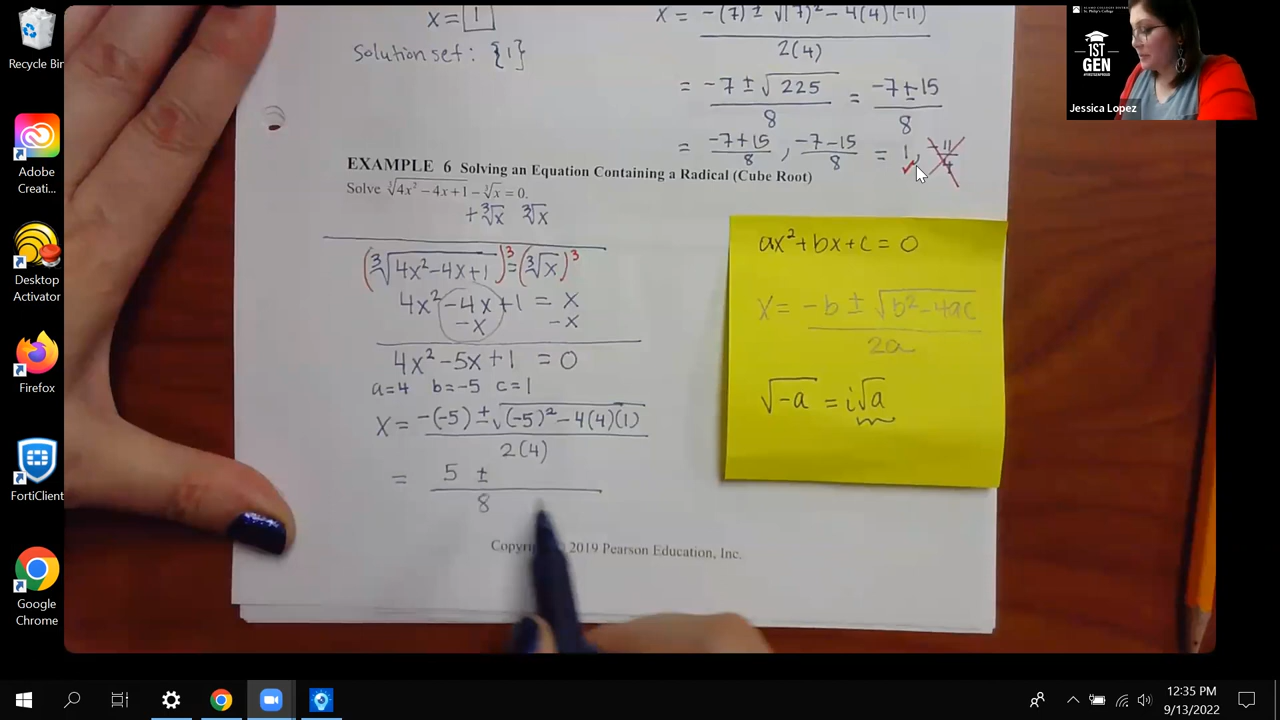 Recycle Bin
Adobe
Creati...
Desktop
Activator
Firefox
FortiClient
Google
Chrome
x = 1
Solution set: {1}
x = -(7) ± √(7)² - 4(4)(-11)
2(4)
= -7 ± √225 = -7 ± 15
8 8
= -7+15 , -7-15 = 1, -11
8 8 4
EXAMPLE 6 Solving an Equation Containing a Radical (Cube Root)
Solve ∛4x² − 4x + 1 − ∛x = 0.
+∛x ∛x
(∛4x² - 4x + 1)³ = (∛x)³
4x² - 4x + 1 = x
-x -x
4x² - 5x + 1 = 0
a=4 b=-5 c=1
x = -(-5) ± √(-5)² - 4(4)(1)
2(4)
= 5 ±
8
ax² + bx + c = 0
x = -b ± √b² - 4ac
2a
√-a = i√a
2019 Pearson Education, Inc.
1ST
GEN
Jessica Lopez
12:35 PM
9/13/2022